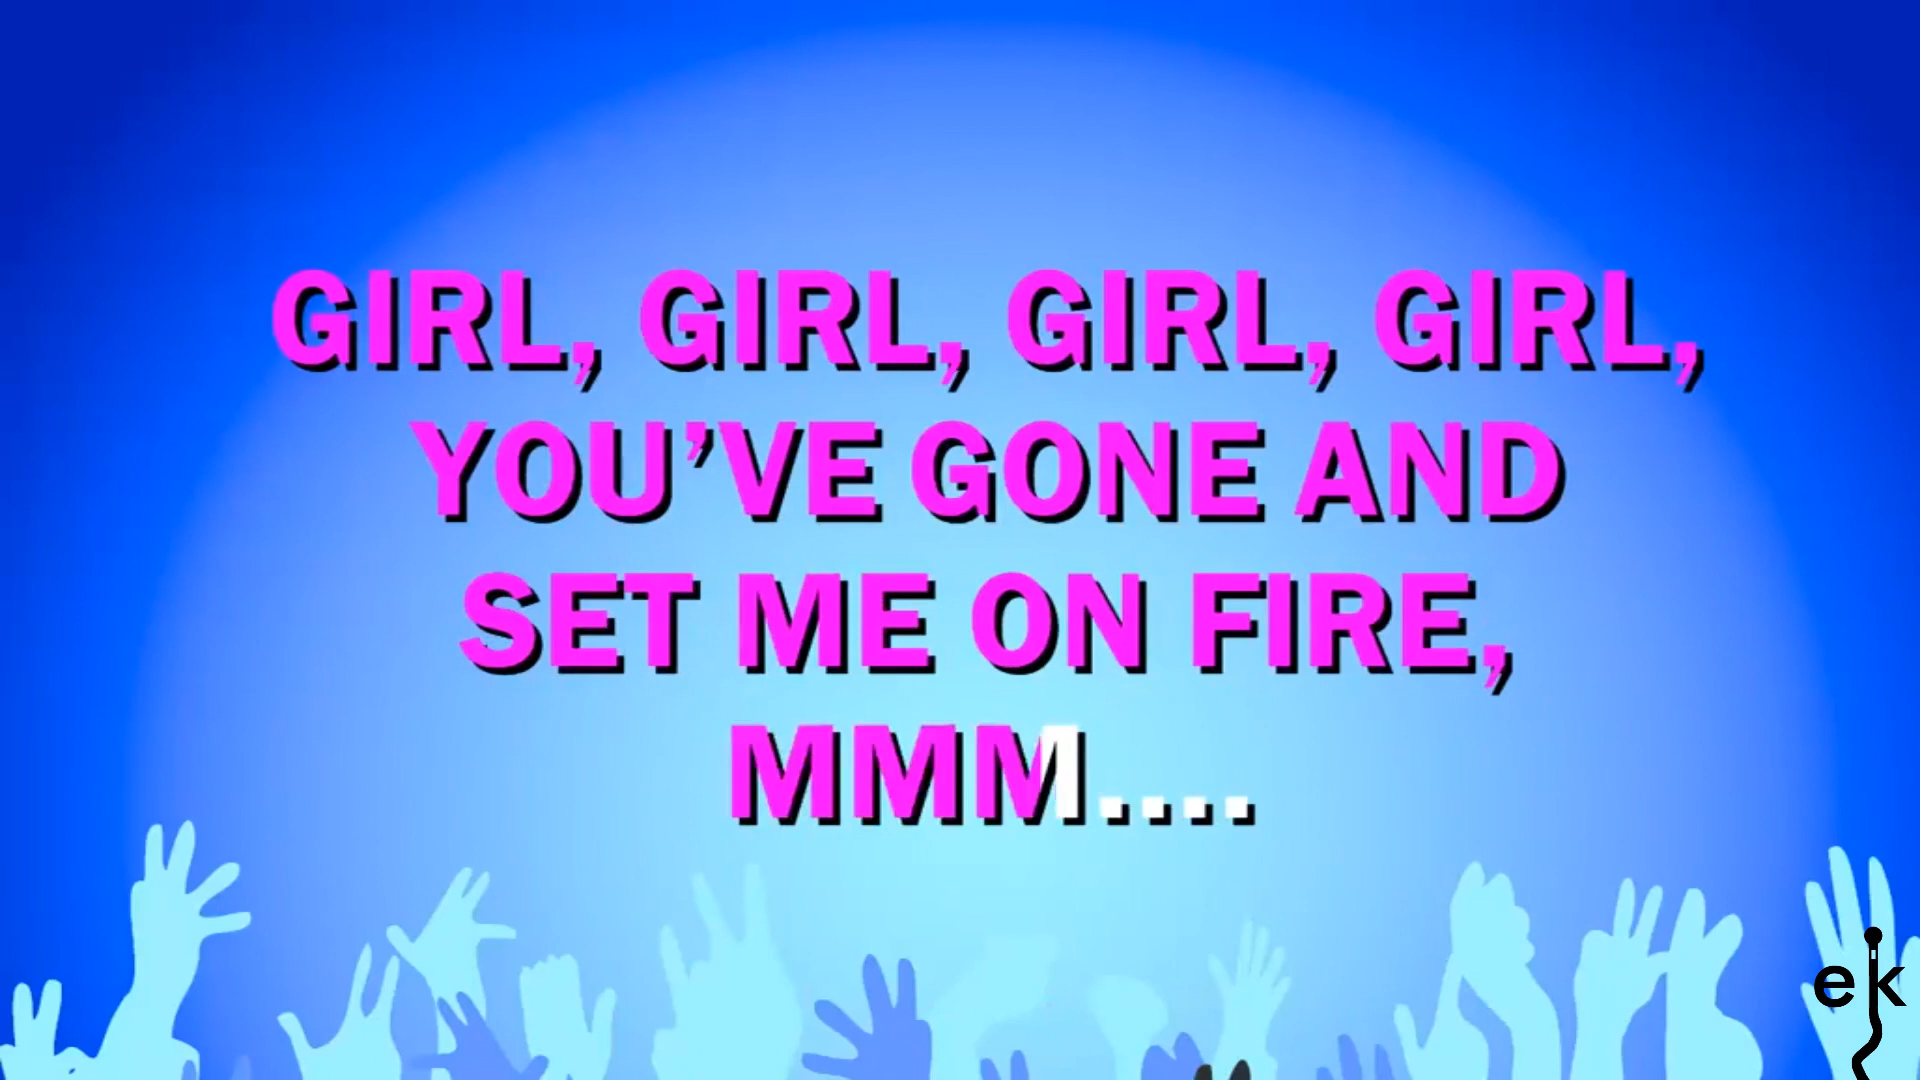 GIRL, GIRL, GIRL, GIRL,
YOU’VE GONE AND
SET ME ON FIRE,
MMM....
ek